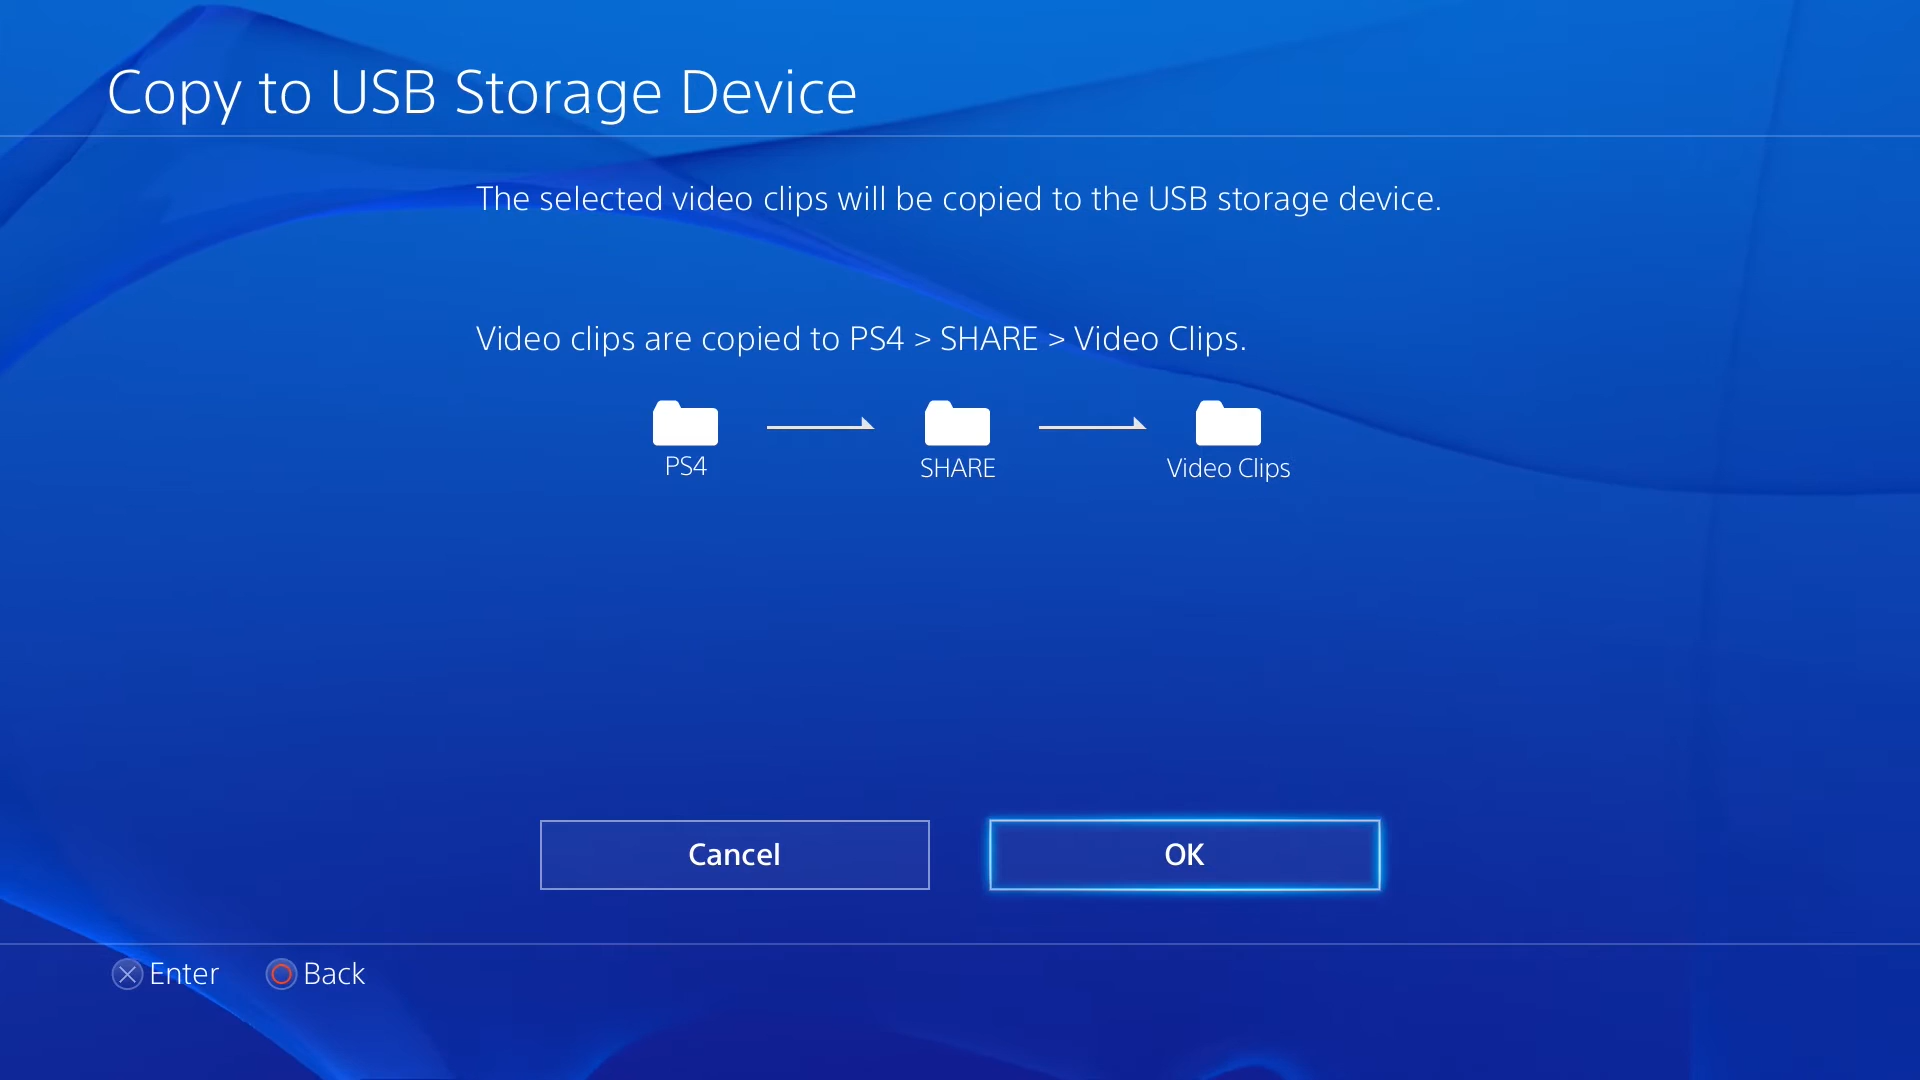 Copy to USB Storage Device
The selected video clips will be copied to the USB storage device.
Video clips are copied to PS4 > SHARE > Video Clips.
PS4
SHARE
Video Clips
Cancel
OK
Enter
Back